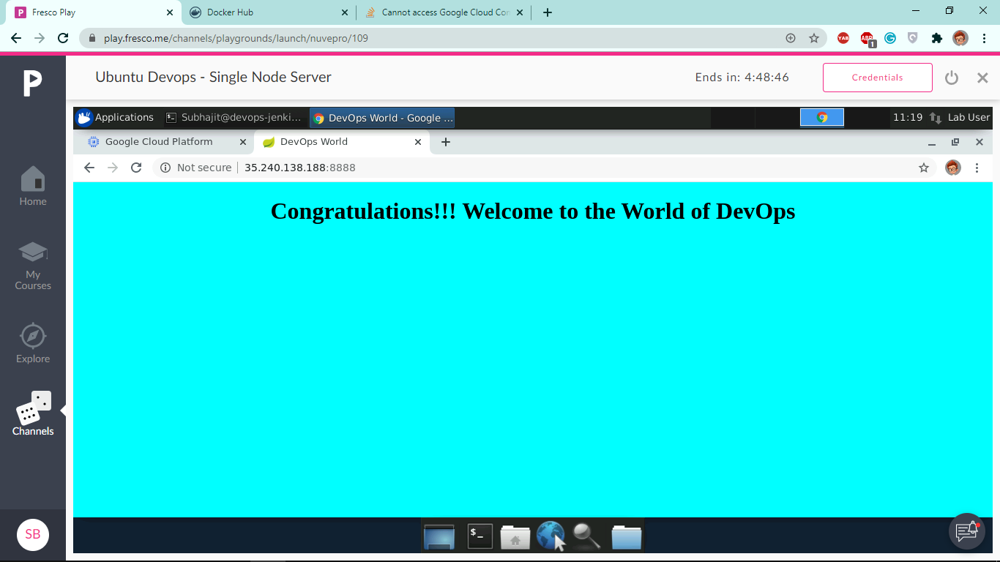 Fresco Play
Docker Hub
Cannot access Google Cloud Con
play.fresco.me/channels/playgrounds/launch/nuvepro/109
ABP
1
Ubuntu Devops - Single Node Server
Ends in: 4:48:46
Credentials
Applications
Subhajit@devops-jenki...
DevOps World - Google ...
11:19
Lab User
Google Cloud Platform
DevOps World
Not secure
35.240.138.188:8888
Congratulations!!! Welcome to the World of DevOps
Home
My
Courses
Explore
Channels
SB